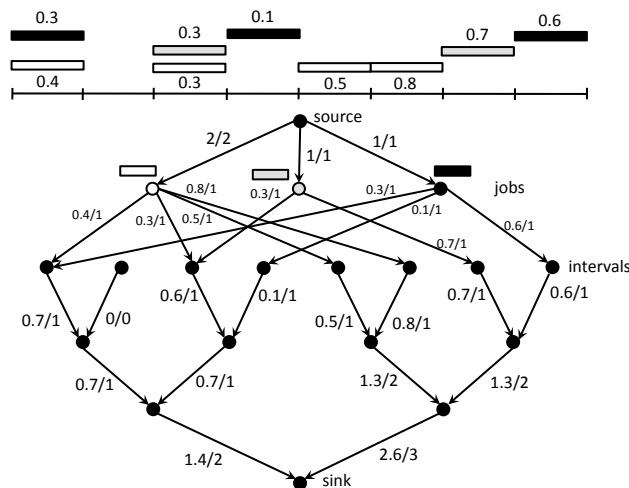 0.3 0.3 0.1 0.7 0.6
0.4 0.3 0.5 0.8
source
2/2 1/1 1/1
jobs
0.4/1 0.3/1 0.5/1 0.8/1 0.3/1 0.3/1 0.1/1 0.7/1 0.6/1
intervals
0.7/1 0/0 0.6/1 0.1/1 0.5/1 0.8/1 0.7/1 0.6/1
0.7/1 0.7/1 1.3/2 1.3/2
1.4/2 2.6/3
sink